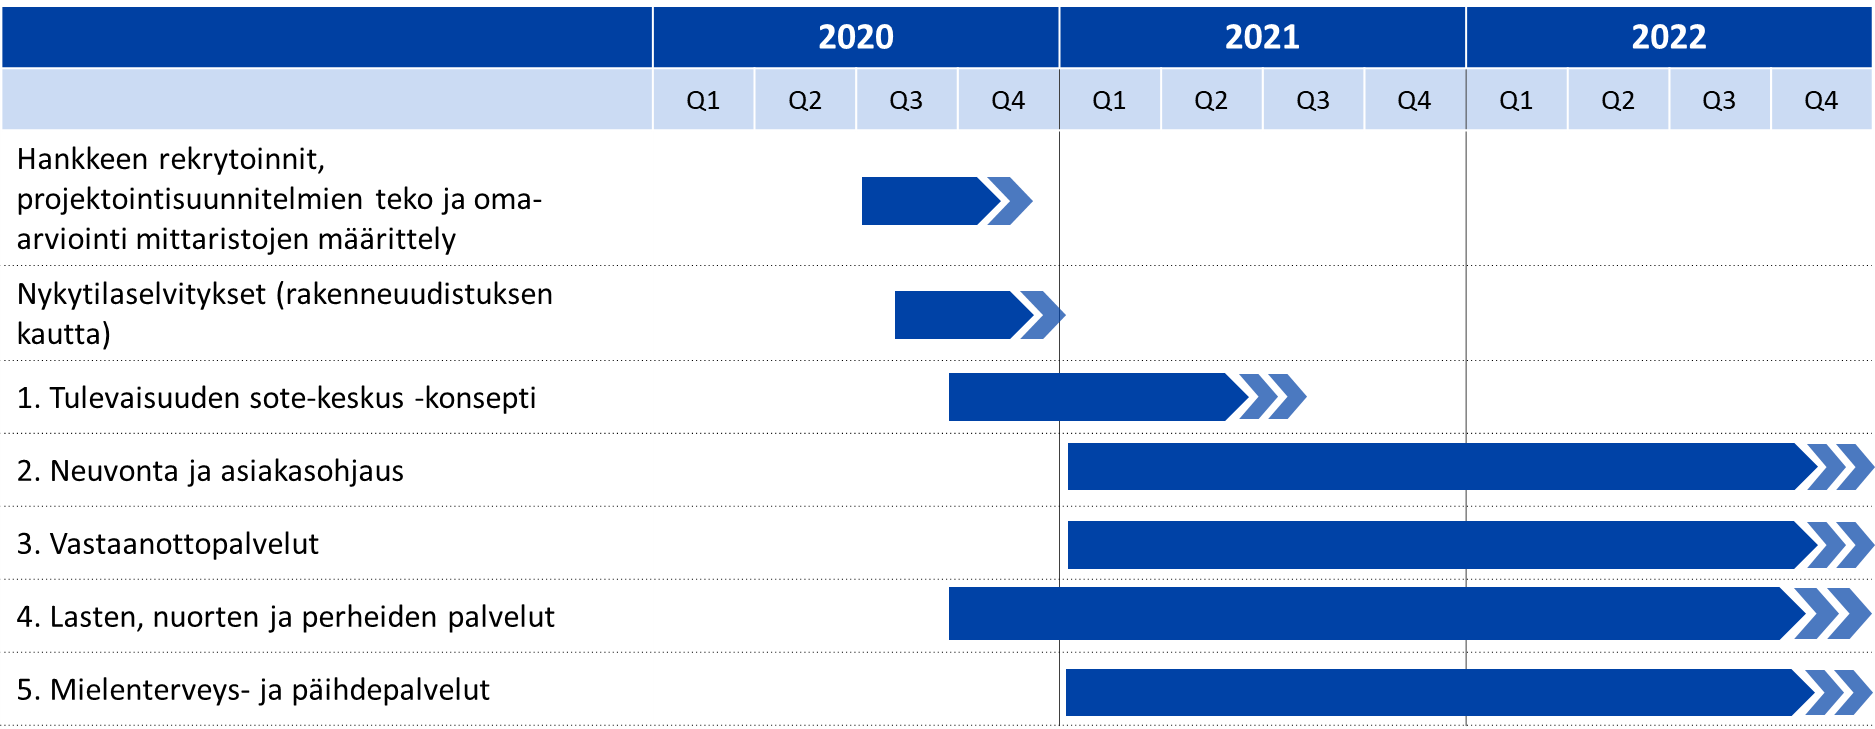 2020 2021 2022
Q1 Q2 Q3 Q4 Q1 Q2 Q3 Q4 Q1 Q2 Q3 Q4
Hankkeen rekrytoinnit,
projektointisuunnitelmien teko ja oma-
arviointi mittaristojen määrittely
Nykytilaselvitykset (rakenneuudistuksen
kautta)
1. Tulevaisuuden sote-keskus -konsepti
2. Neuvonta ja asiakasohjaus
3. Vastaanottopalvelut
4. Lasten, nuorten ja perheiden palvelut
5. Mielenterveys- ja päihdepalvelut